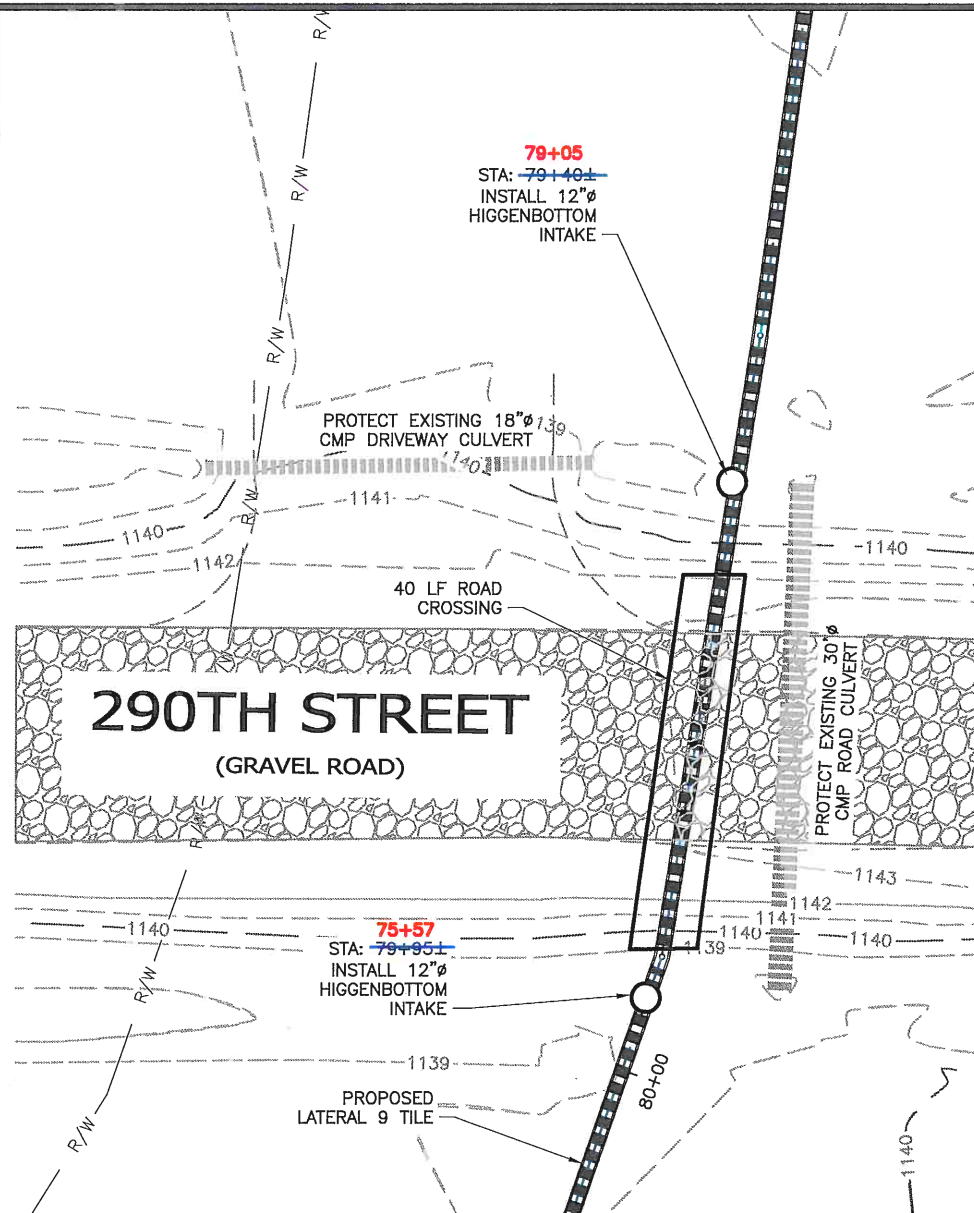 R/W
R/W
79+05
STA: 79+40±
INSTALL 12"ø
HIGGENBOTTOM
INTAKE
R/W
PROTECT EXISTING 18"ø
CMP DRIVEWAY CULVERT
1139
1140
R/W
1141
1140
1140
1142
40 LF ROAD
CROSSING
290TH STREET
(GRAVEL ROAD)
PROTECT EXISTING 30"ø
CMP ROAD CULVERT
1143
1142
1141
1140
1140
1140
1139
75+57
STA: 79+95±
INSTALL 12"ø
HIGGENBOTTOM
INTAKE
R/W
1139
80+00
PROPOSED
LATERAL 9 TILE
R/W
1140